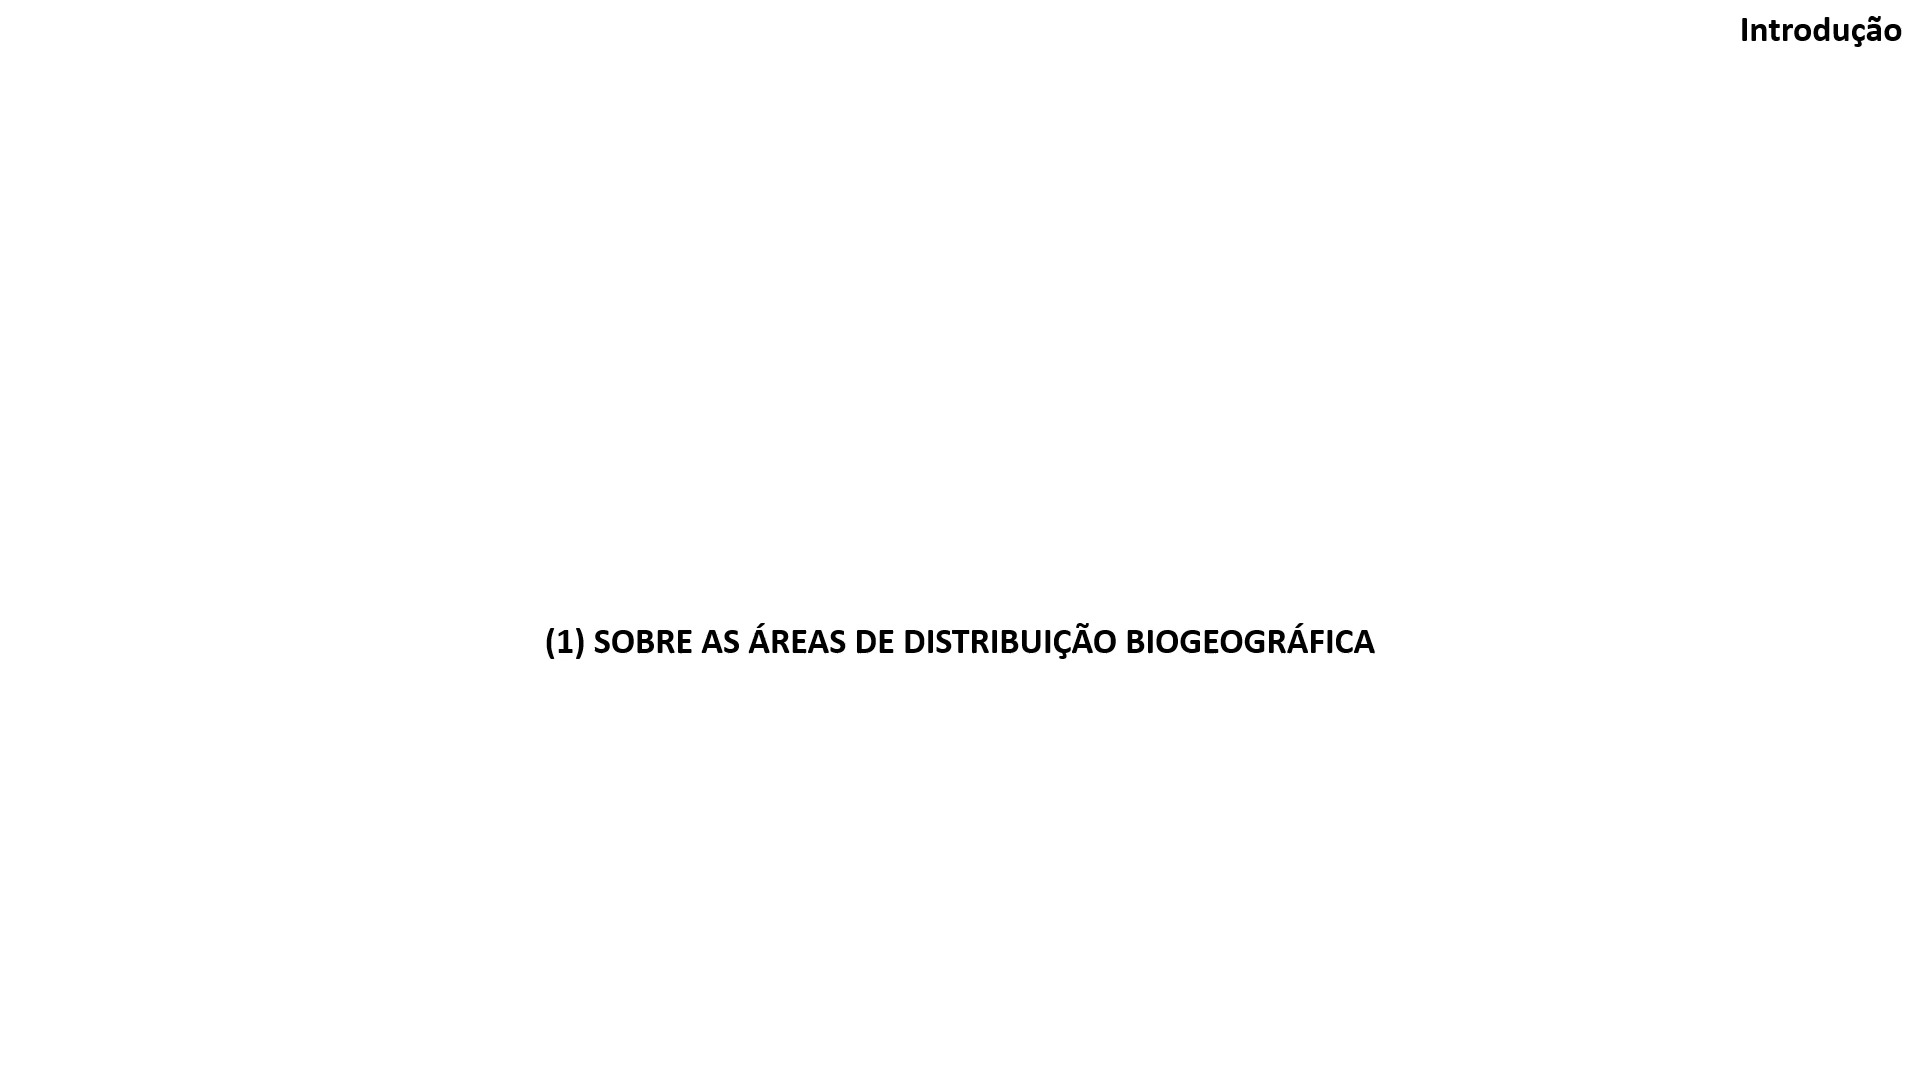 Introdução
(1) SOBRE AS ÁREAS DE DISTRIBUIÇÃO BIOGEOGRÁFICA